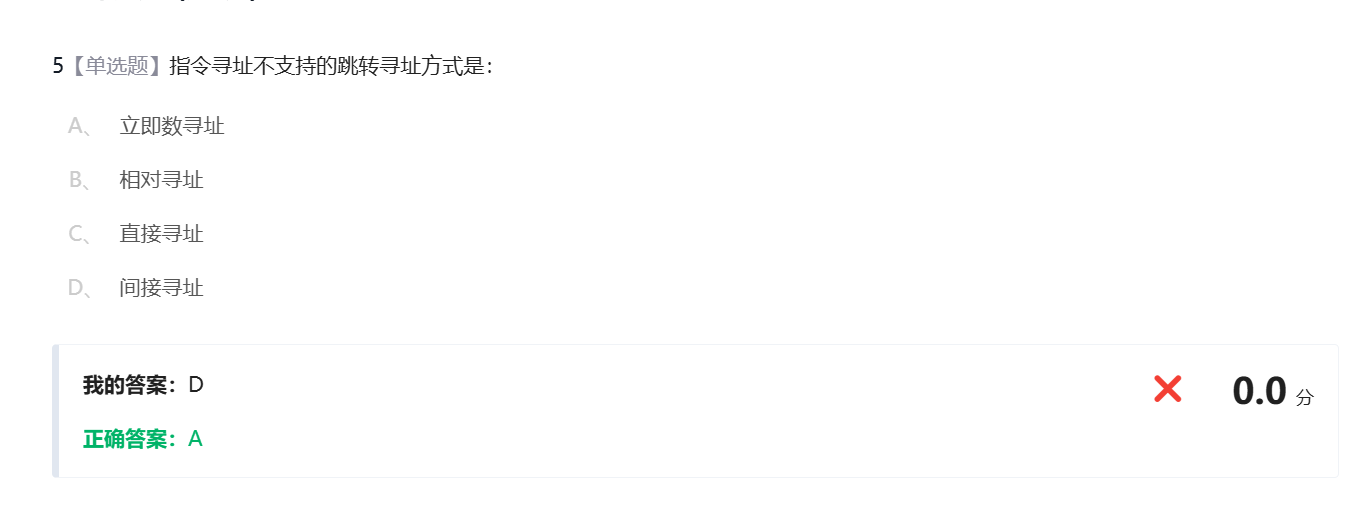 5【单选题】指令寻址不支持的跳转寻址方式是：
A、 立即数寻址
B、 相对寻址
C、 直接寻址
D、 间接寻址
我的答案：D
0.0 分
正确答案：A